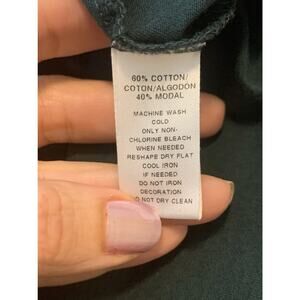 60% COTTON/
COTON/ALGODON
40% MODAL
MACHINE WASH
COLD
ONLY NON-
CHLORINE BLEACH
WHEN NEEDED
RESHAPE DRY FLAT
COOL IRON
IF NEEDED
DO NOT IRON
DECORATION
DO NOT DRY CLEAN